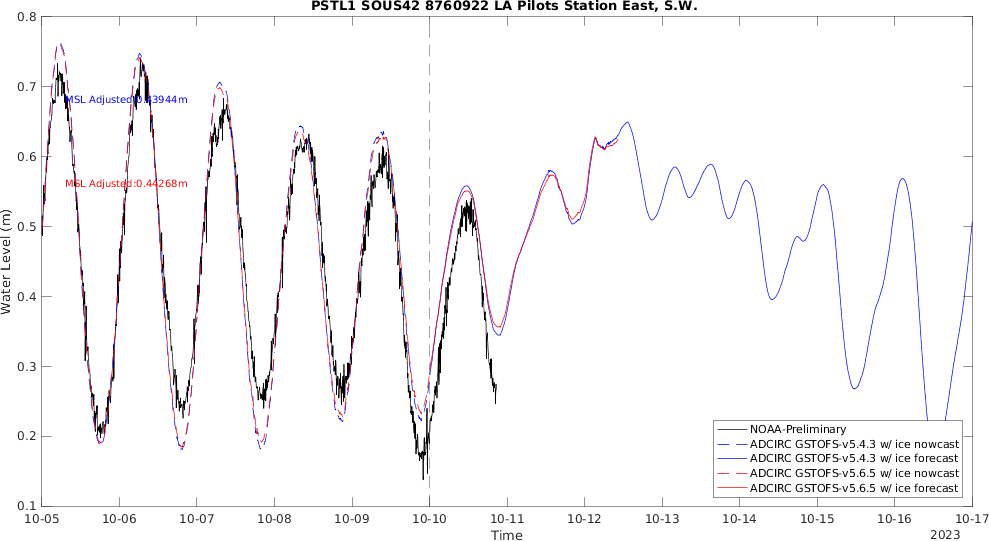 PSTL1 SOUS42 8760922 LA Pilots Station East, S.W.
0.8
0.7
0.6
0.5
0.4
0.3
0.2
0.1
Water Level (m)
MSL Adjusted:0.43944m
MSL Adjusted:0.44268m
NOAA-Preliminary
ADCIRC GSTOFS-v5.4.3 w/ ice nowcast
ADCIRC GSTOFS-v5.4.3 w/ ice forecast
ADCIRC GSTOFS-v5.6.5 w/ ice nowcast
ADCIRC GSTOFS-v5.6.5 w/ ice forecast
10-05 10-06 10-07 10-08 10-09 10-10 10-11 10-12 10-13 10-14 10-15 10-16 10-17
Time
2023